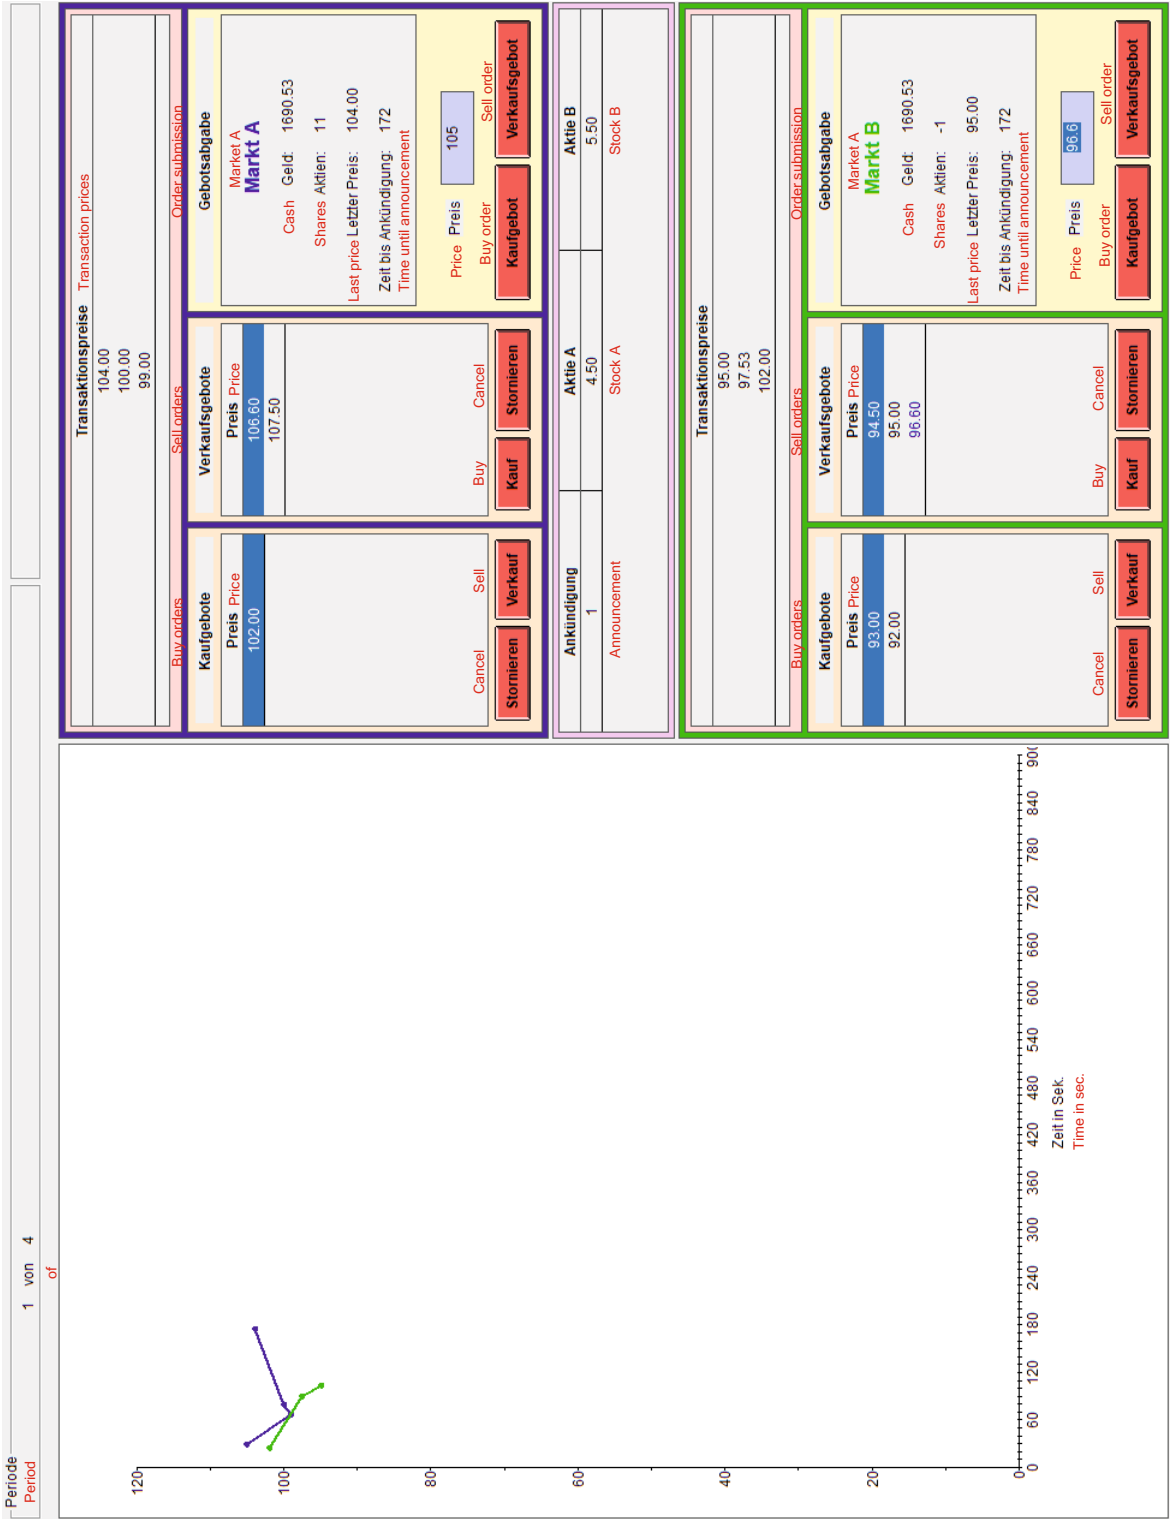 Periode
Period
1 von 4
of
120
100
80
60
40
20
0
0 60 120 180 240 300 360 420 480 540 600 660 720 780 840 90
Zeit in Sek.
Time in sec.
Transaktionspreise Transaction prices
104.00
100.00
99.00
Buy orders
Sell orders
Order submission
Kaufgebote
Preis Price
102.00
Cancel Sell
Stornieren Verkauf
Verkaufsgebote
Preis Price
106.60
107.50
Buy Cancel
Kauf Stornieren
Gebotsabgabe
Market A
Markt A
Cash Geld: 1690.53
Shares Aktien: 11
Last price Letzter Preis: 104.00
Zeit bis Ankündigung: 172
Time until announcement
Price Preis 105
Buy order Sell order
Kaufgebot Verkaufsgebot
Ankündigung Aktie A Aktie B
1 4.50 5.50
Announcement Stock A Stock B
Transaktionspreise
95.00
97.53
102.00
Buy orders
Sell orders
Order submission
Kaufgebote
Preis Price
93.00
92.00
Cancel Sell
Stornieren Verkauf
Verkaufsgebote
Preis Price
94.50
95.00
96.60
Buy Cancel
Kauf Stornieren
Gebotsabgabe
Market A
Markt B
Cash Geld: 1690.53
Shares Aktien: -1
Last price Letzter Preis: 95.00
Zeit bis Ankündigung: 172
Time until announcement
Price Preis 96.6
Buy order Sell order
Kaufgebot Verkaufsgebot